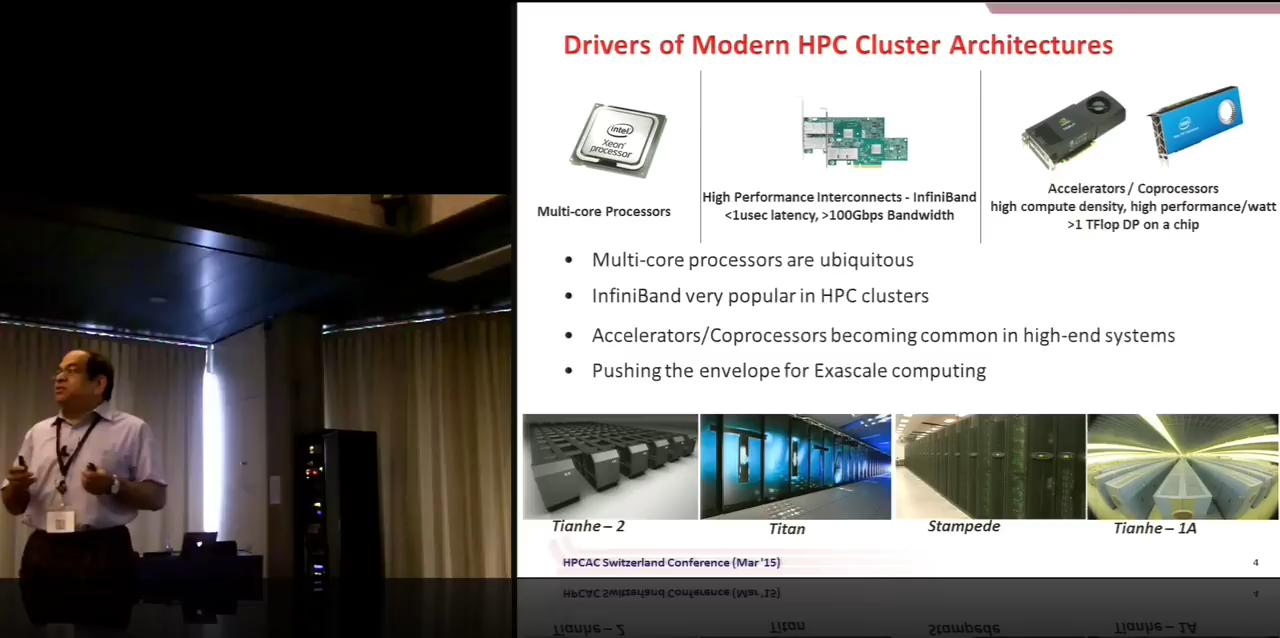 Drivers of Modern HPC Cluster Architectures
intel
Xeon
processor
Multi-core Processors
High Performance Interconnects - InfiniBand
<1usec latency, >100Gbps Bandwidth
Accelerators / Coprocessors
high compute density, high performance/watt
>1 TFlop DP on a chip
• Multi-core processors are ubiquitous
• InfiniBand very popular in HPC clusters
• Accelerators/Coprocessors becoming common in high-end systems
• Pushing the envelope for Exascale computing
Tianhe – 2
Titan
Stampede
Tianhe – 1A
HPCAC Switzerland Conference (Mar '15)
4